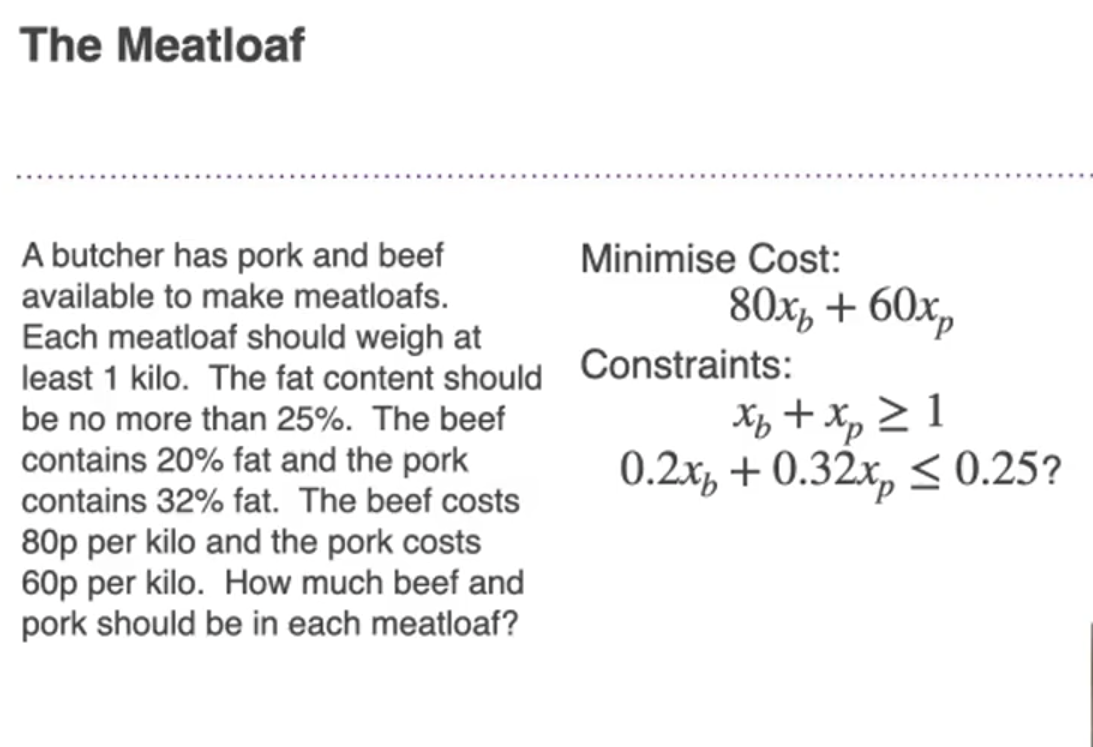 The Meatloaf
A butcher has pork and beef
available to make meatloafs.
Each meatloaf should weigh at
least 1 kilo.  The fat content should
be no more than 25%.  The beef
contains 20% fat and the pork
contains 32% fat.  The beef costs
80p per kilo and the pork costs
60p per kilo.  How much beef and
pork should be in each meatloaf?
Minimise Cost:
80x_b + 60x_p
Constraints:
x_b + x_p ≥ 1
0.2x_b + 0.32x_p ≤ 0.25?